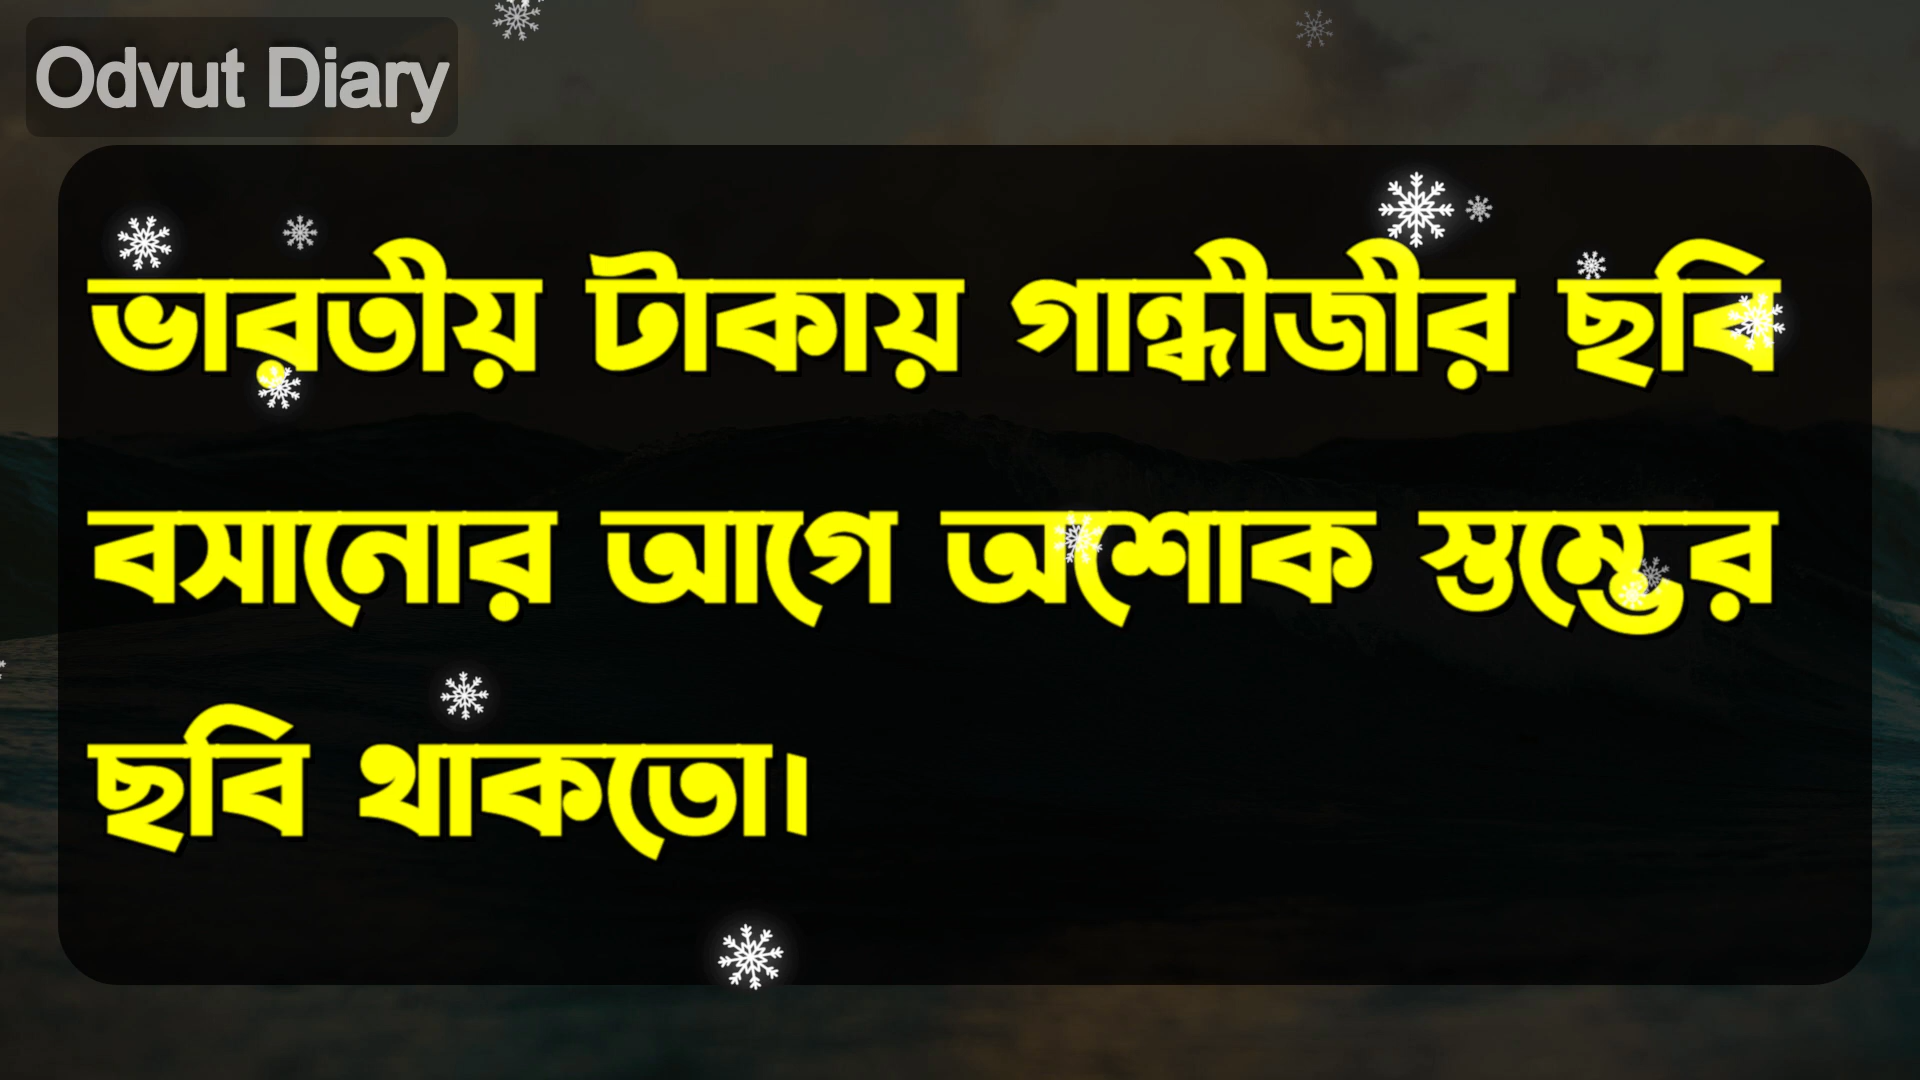 Odvut Diary
ভারতীয় টাকায় গান্ধীজীর ছবি
বসানোর আগে অশোক স্তম্ভের
ছবি থাকতো।